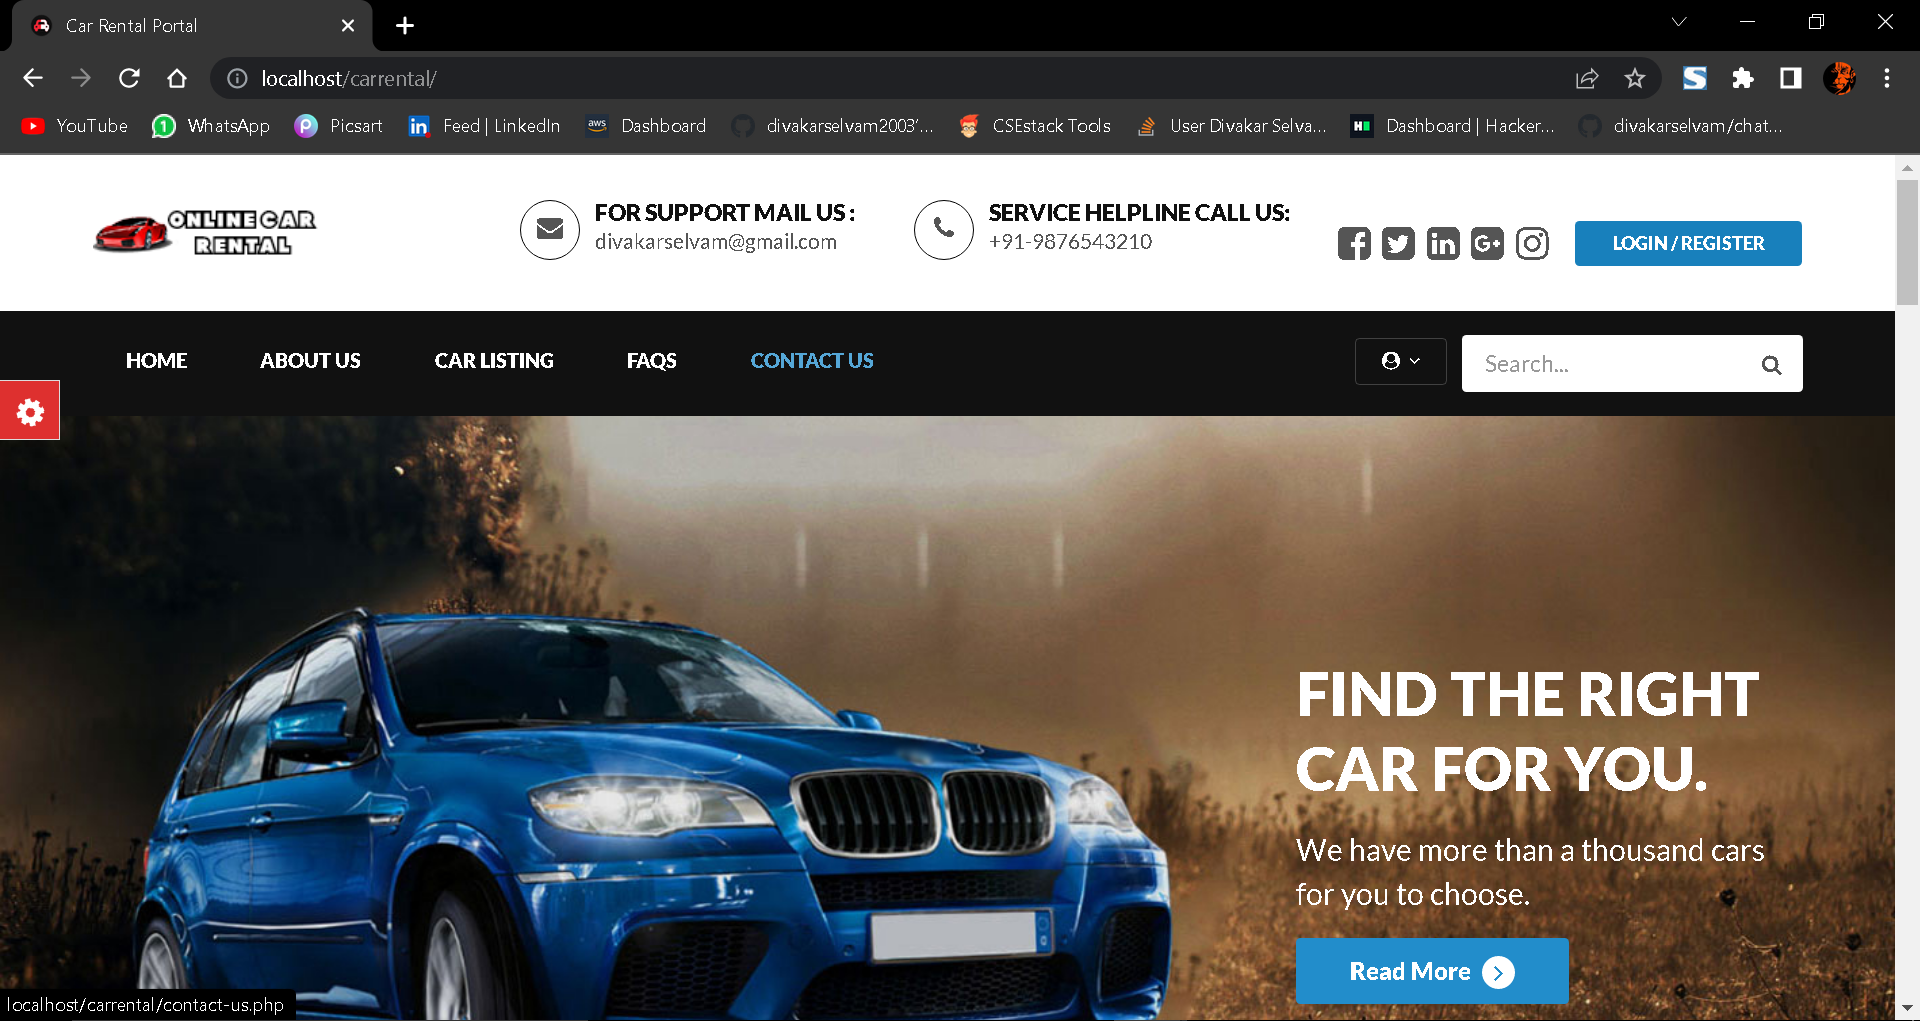 Car Rental Portal
localhost/carrental/
YouTube WhatsApp Picsart Feed | LinkedIn Dashboard divakarselvam2003'... CSEstack Tools User Divakar Selva... Dashboard | Hacker... divakarselvam/chat...
ONLINE CAR
RENTAL
FOR SUPPORT MAIL US :
divakarselvam@gmail.com
SERVICE HELPLINE CALL US:
+91-9876543210
LOGIN / REGISTER
HOME ABOUT US CAR LISTING FAQS CONTACT US
Search...
FIND THE RIGHT
CAR FOR YOU.
We have more than a thousand cars
for you to choose.
Read More
localhost/carrental/contact-us.php